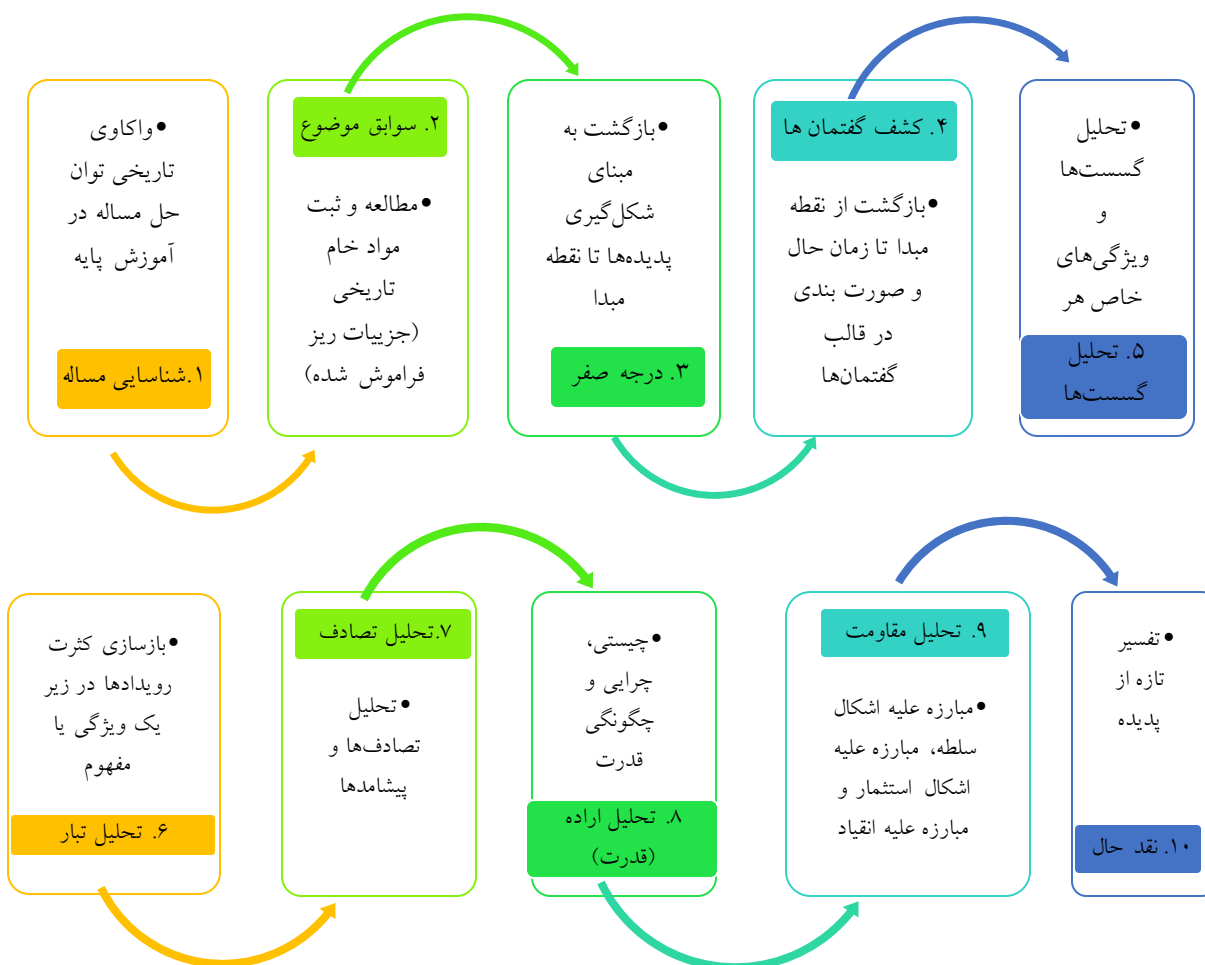 •واکاوی
تاریخی توان
حل مساله در
آموزش پایه
۱.شناسایی مساله
۲. سوابق موضوع
•مطالعه و ثبت
مواد خام
تاریخی
(جزییات ریز
فراموش شده)
•بازگشت به
مبنای
شکل‌گیری
پدیده‌ها تا نقطه
مبدا
۳. درجه صفر
۴. کشف گفتمان ها
•بازگشت از نقطه
مبدا تا زمان حال
و صورت بندی
در قالب
گفتمان‌ها
•تحلیل
گسست‌ها
و
ویژگی‌های
خاص هر
۵. تحلیل
گسست‌ها
•بازسازی کثرت
رویدادها در زیر
یک ویژگی یا
مفهوم
۶. تحلیل تبار
۷.تحلیل تصادف
•تحلیل
تصادف‌ها و
پیشامدها
•چیستی،
چرایی و
چگونگی
قدرت
۸. تحلیل اراده
(قدرت)
۹. تحلیل مقاومت
•مبارزه علیه اشکال
سلطه، مبارزه علیه
اشکال استثمار و
مبارزه علیه انقیاد
•تفسیر
تازه از
پدیده
۱۰. نقد حال